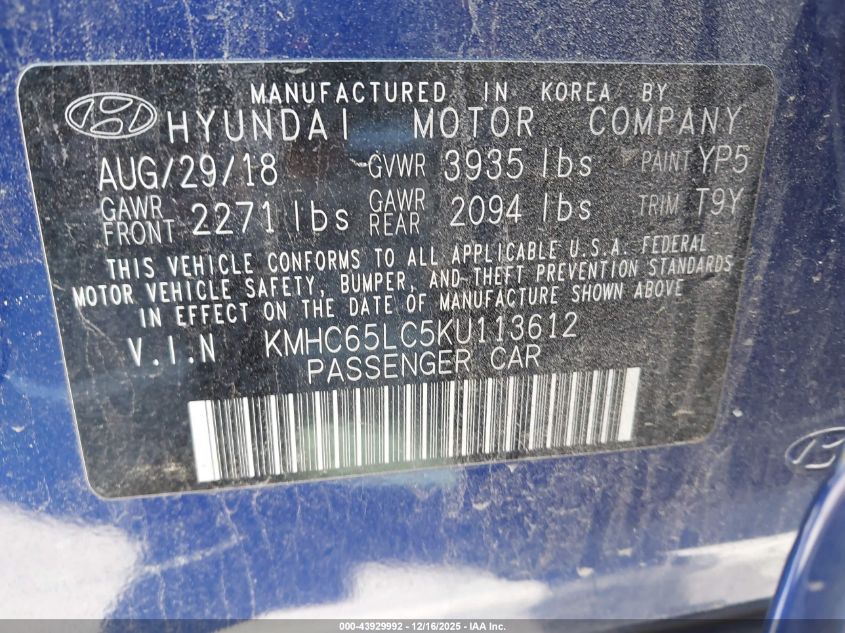 MANUFACTURED IN KOREA BY
HYUNDAI MOTOR COMPANY
AUG/29/18 GVWR 3935 lbs PAINT YP5
GAWR FRONT 2271 lbs GAWR REAR 2094 lbs TRIM T9Y
THIS VEHICLE CONFORMS TO ALL APPLICABLE U.S.A. FEDERAL
MOTOR VEHICLE SAFETY, BUMPER, AND THEFT PREVENTION STANDARDS
IN EFFECT ON THE DATE OF MANUFACTURE SHOWN ABOVE
V.I.N KMHC65LC5KU113612
PASSENGER CAR
000-43929992 - 12/16/2025 - IAA Inc.